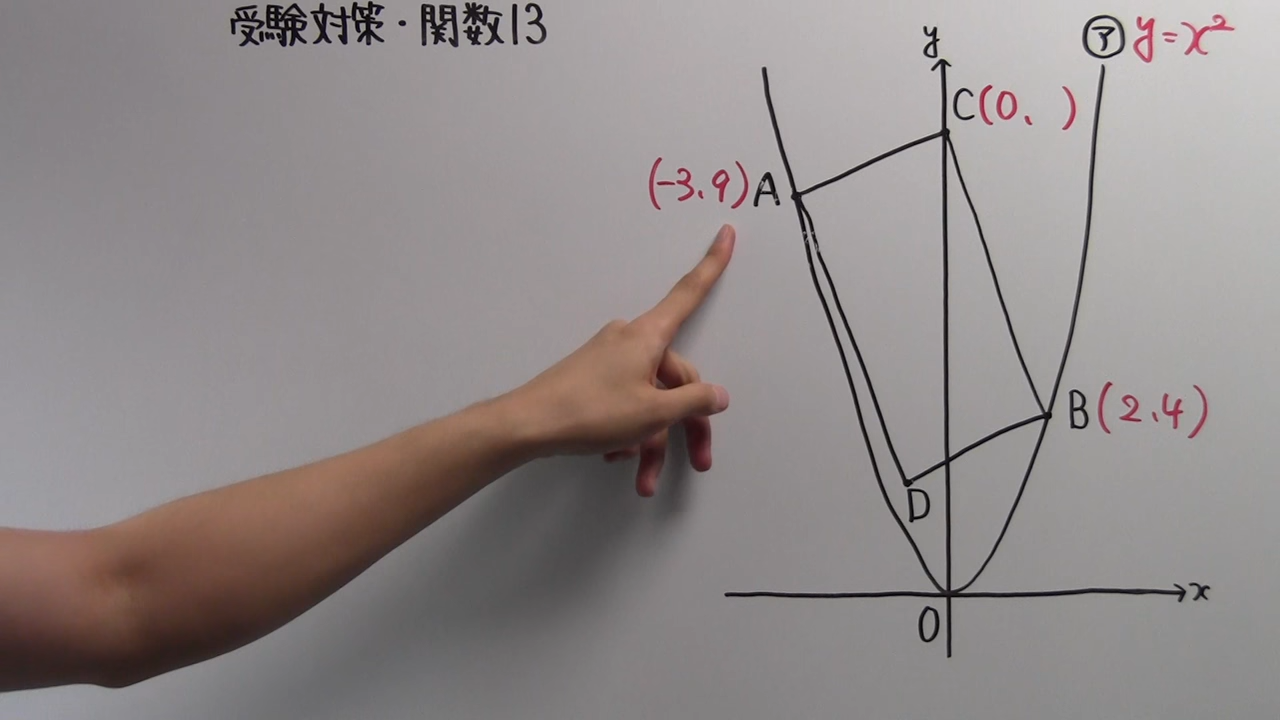 受験対策・関数13
㋐ y=x²
y
C(0、 )
(-3、9)A
B(2、4)
D
x
O